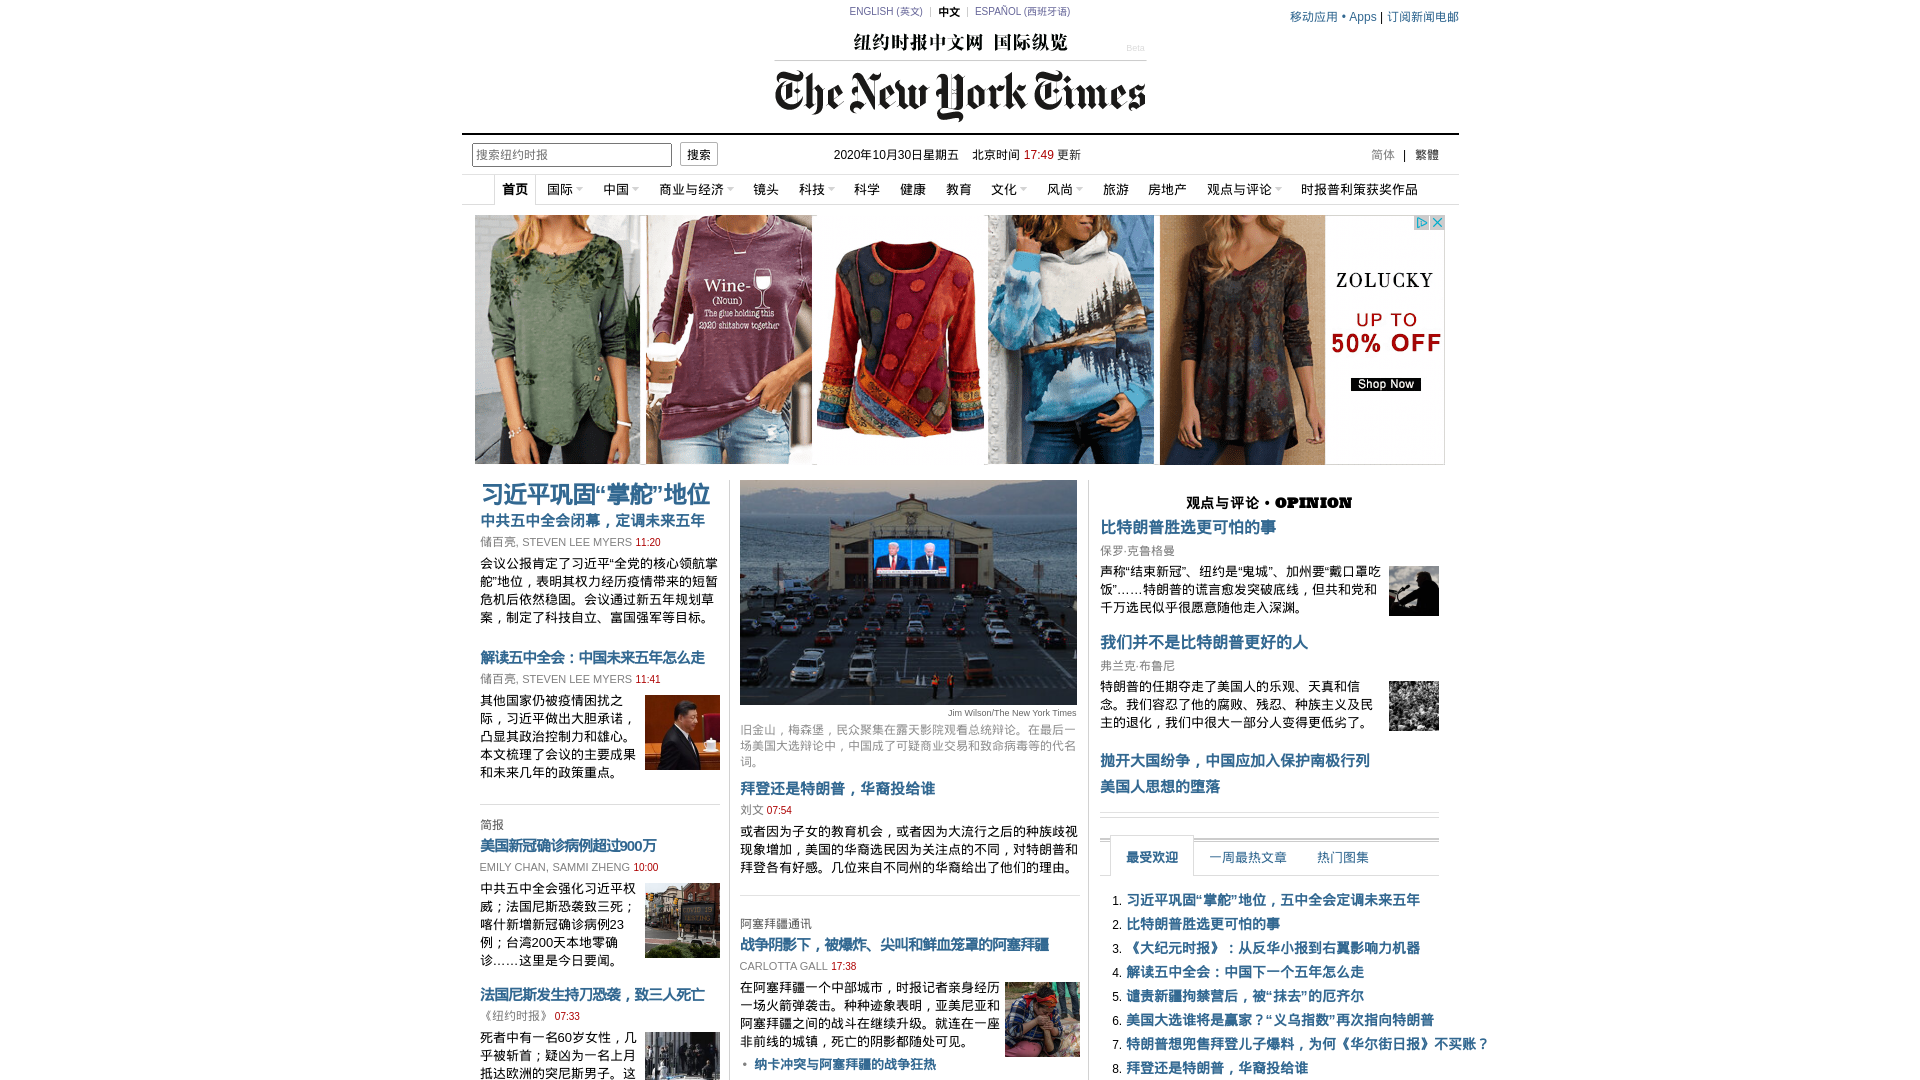 ENGLISH (英文) 中文 ESPAÑOL (西班牙语)
移动应用 • Apps | 订阅新闻电邮
纽约时报中文网 国际纵览
Beta
The New York Times
搜索纽约时报
搜索
2020年10月30日星期五 北京时间 17:49 更新
简体 | 繁體
首页 国际 中国 商业与经济 镜头 科技 科学 健康 教育 文化 风尚 旅游 房地产 观点与评论 时报普利策获奖作品
Wine-
(Noun)
The glue holding this
2020 shitshow together
ZOLUCKY
UP TO
50% OFF
Shop Now
习近平巩固“掌舵”地位
中共五中全会闭幕，定调未来五年
储百亮, STEVEN LEE MYERS 11:20
会议公报肯定了习近平“全党的核心领航掌
舵”地位，表明其权力经历疫情带来的短暂
危机后依然稳固。会议通过新五年规划草
案，制定了科技自立、富国强军等目标。
解读五中全会：中国未来五年怎么走
储百亮, STEVEN LEE MYERS 11:41
其他国家仍被疫情困扰之
际，习近平做出大胆承诺，
凸显其政治控制力和雄心。
本文梳理了会议的主要成果
和未来几年的政策重点。
简报
美国新冠确诊病例超过900万
EMILY CHAN, SAMMI ZHENG 10:00
中共五中全会强化习近平权
威；法国尼斯恐袭致三死；
喀什新增新冠确诊病例23
例；台湾200天本地零确
诊……这里是今日要闻。
法国尼斯发生持刀恐袭，致三人死亡
《纽约时报》 07:33
死者中有一名60岁女性，几
乎被斩首；疑凶为一名上月
抵达欧洲的突尼斯男子。这
Jim Wilson/The New York Times
旧金山，梅森堡，民众聚集在露天影院观看总统辩论。在最后一
场美国大选辩论中，中国成了可疑商业交易和致命病毒等的代名
词。
拜登还是特朗普，华裔投给谁
刘文 07:54
或者因为子女的教育机会，或者因为大流行之后的种族歧视
现象增加，美国的华裔选民因为关注点的不同，对特朗普和
拜登各有好感。几位来自不同州的华裔给出了他们的理由。
阿塞拜疆通讯
战争阴影下，被爆炸、尖叫和鲜血笼罩的阿塞拜疆
CARLOTTA GALL 17:38
在阿塞拜疆一个中部城市，时报记者亲身经历
一场火箭弹袭击。种种迹象表明，亚美尼亚和
阿塞拜疆之间的战斗在继续升级。就连在一座
非前线的城镇，死亡的阴影都随处可见。
• 纳卡冲突与阿塞拜疆的战争狂热
观点与评论 • OPINION
比特朗普胜选更可怕的事
保罗·克鲁格曼
声称“结束新冠”、纽约是“鬼城”、加州要“戴口罩吃
饭”……特朗普的谎言愈发突破底线，但共和党和
千万选民似乎很愿意随他走入深渊。
我们并不是比特朗普更好的人
弗兰克·布鲁尼
特朗普的任期夺走了美国人的乐观、天真和信
念。我们容忍了他的腐败、残忍、种族主义及民
主的退化，我们中很大一部分人变得更低劣了。
抛开大国纷争，中国应加入保护南极行列
美国人思想的堕落
最受欢迎 一周最热文章 热门图集
1. 习近平巩固“掌舵”地位，五中全会定调未来五年
2. 比特朗普胜选更可怕的事
3. 《大纪元时报》：从反华小报到右翼影响力机器
4. 解读五中全会：中国下一个五年怎么走
5. 谴责新疆拘禁营后，被“抹去”的厄齐尔
6. 美国大选谁将是赢家？“义乌指数”再次指向特朗普
7. 特朗普想兜售拜登儿子爆料，为何《华尔街日报》不买账？
8. 拜登还是特朗普，华裔投给谁